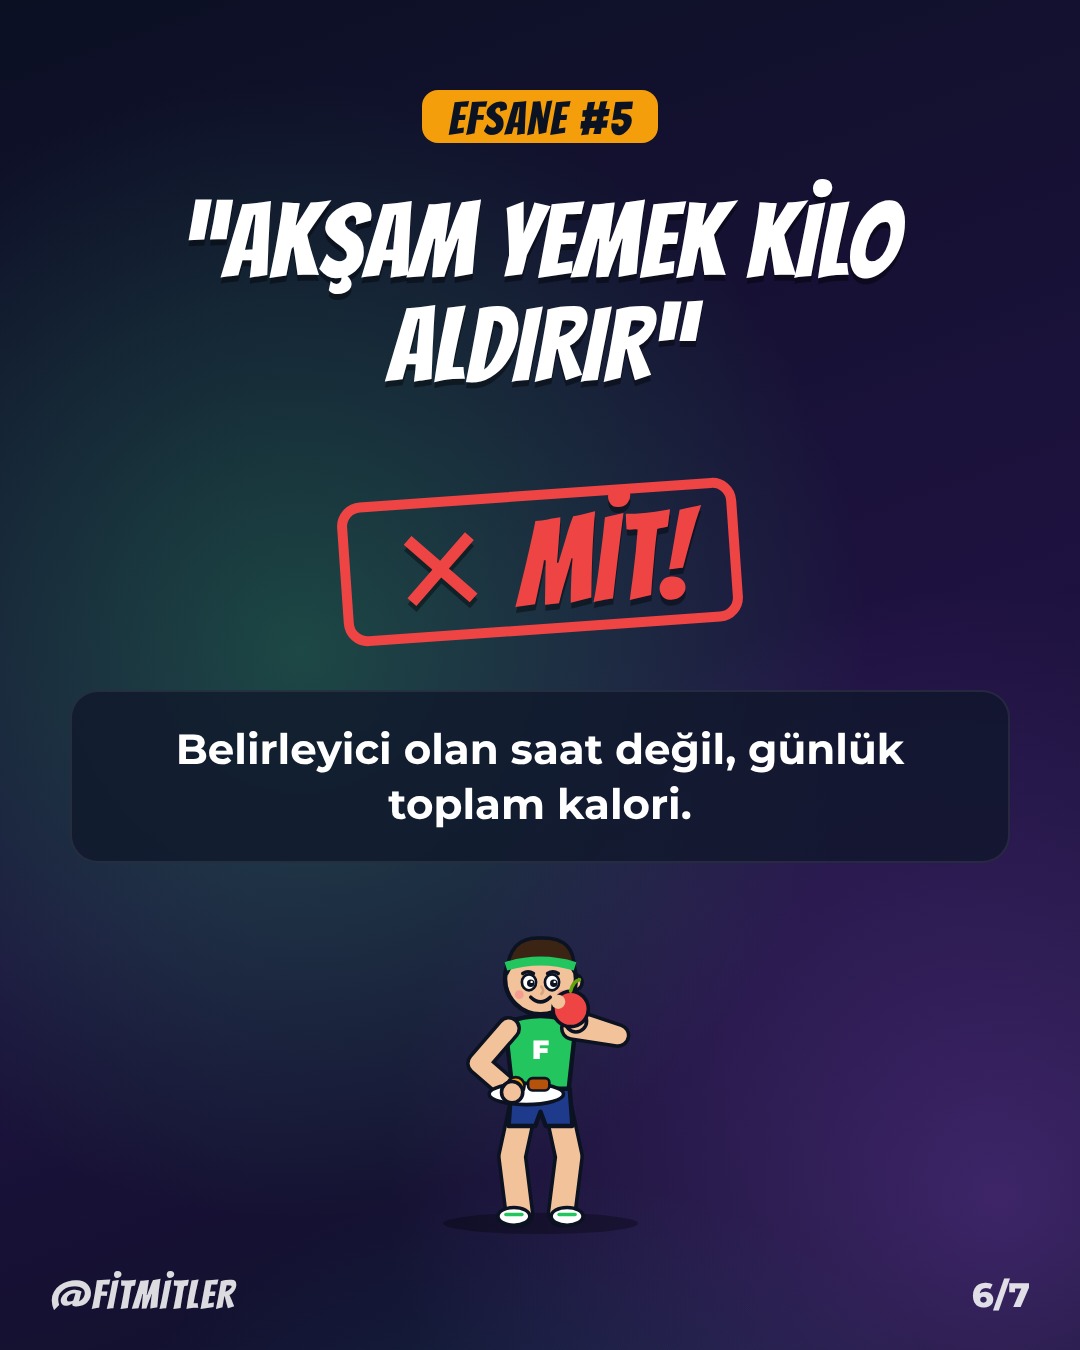 EFSANE #5
"AKŞAM YEMEK KİLO
ALDIRIR"
✕ MİT!
Belirleyici olan saat değil, günlük
toplam kalori.
F
@FİTMİTLER
6/7